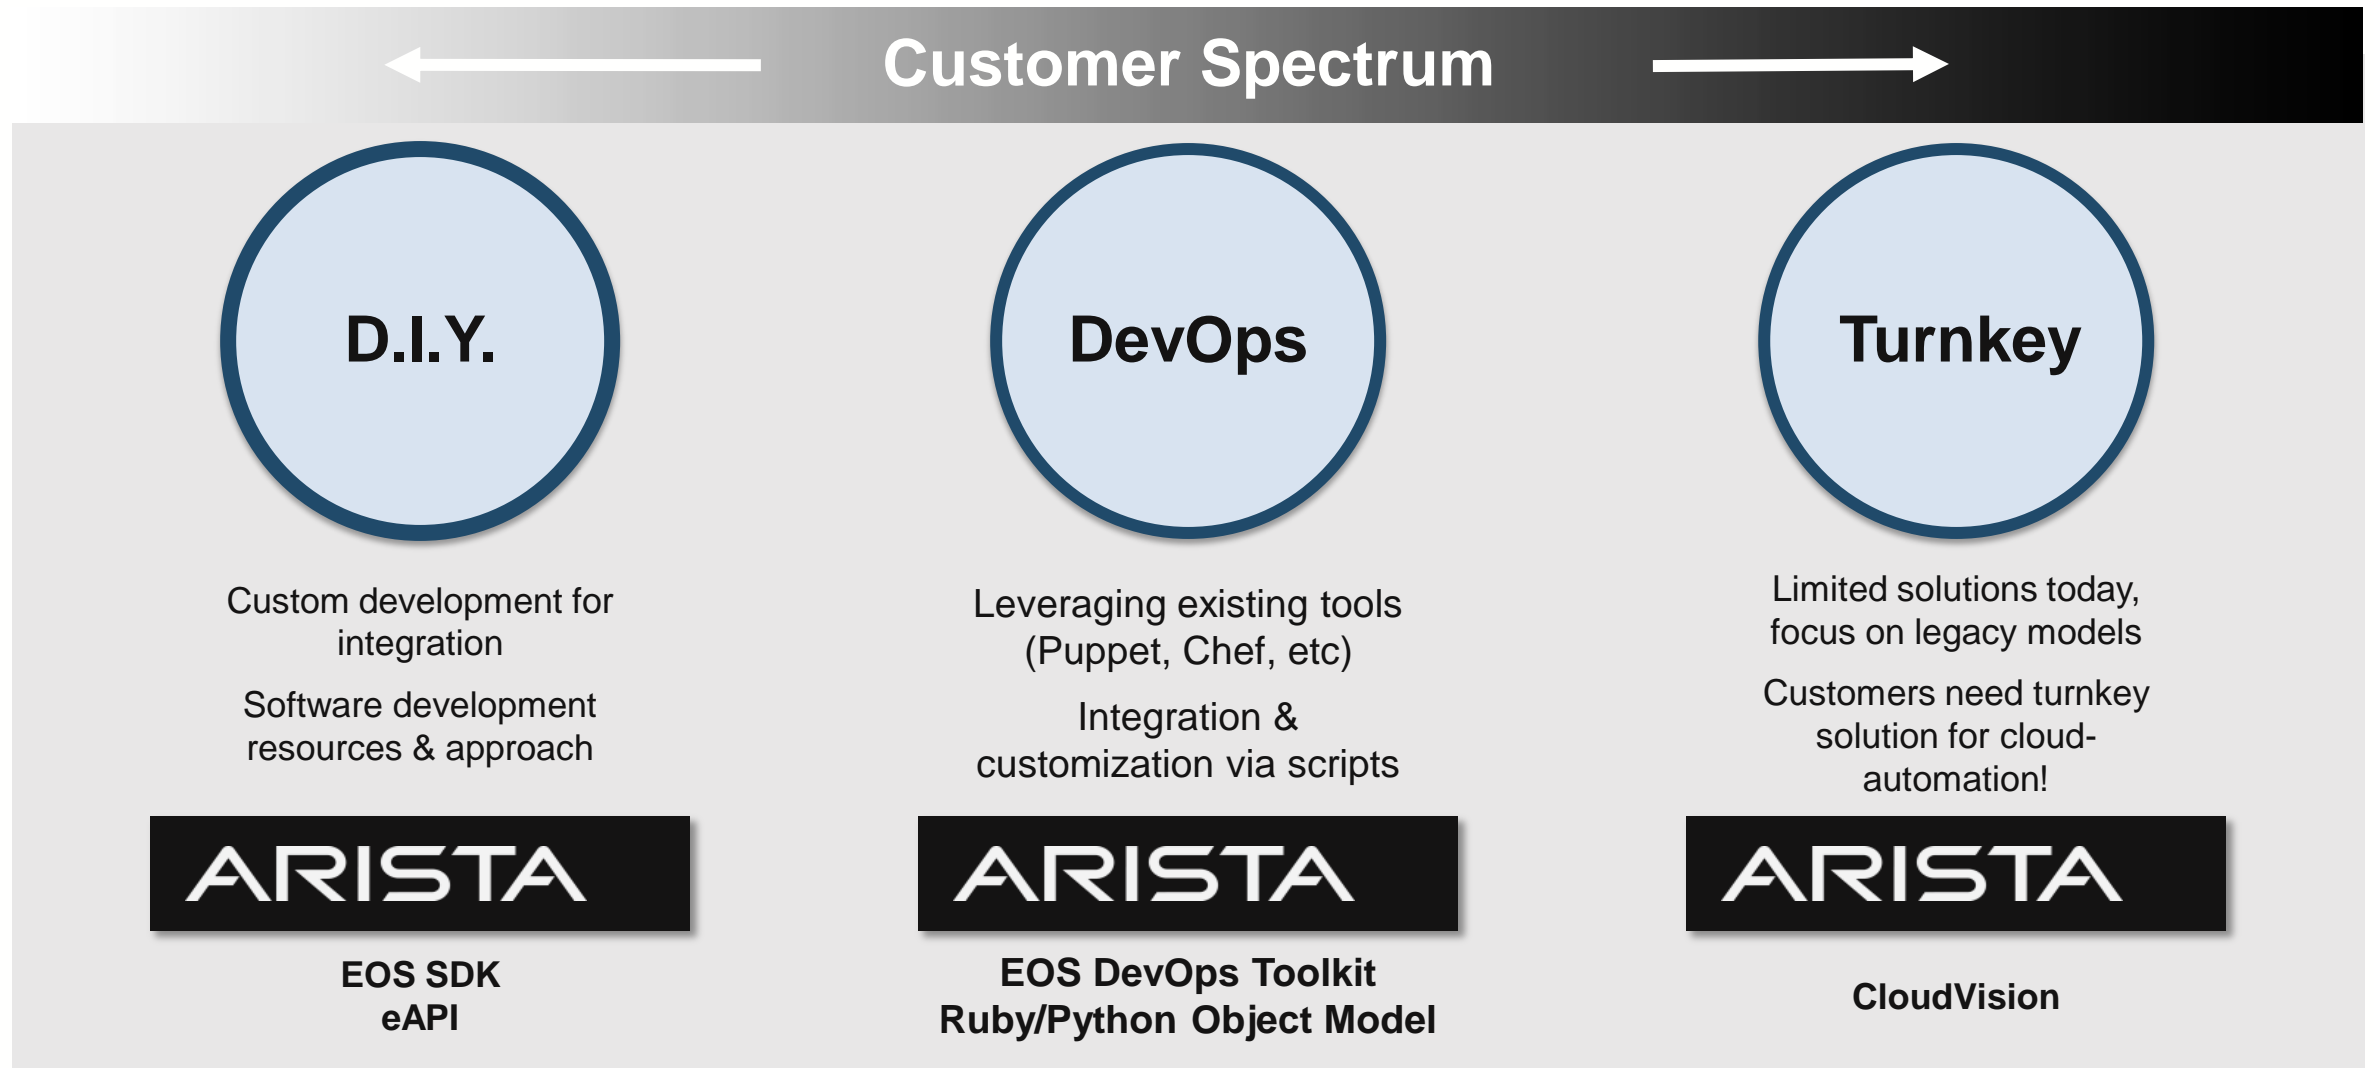 Customer Spectrum
D.I.Y.
Custom development for
integration
Software development
resources & approach
ARISTA
EOS SDK
eAPI
DevOps
Leveraging existing tools
(Puppet, Chef, etc)
Integration &
customization via scripts
ARISTA
EOS DevOps Toolkit
Ruby/Python Object Model
Turnkey
Limited solutions today,
focus on legacy models
Customers need turnkey
solution for cloud-
automation!
ARISTA
CloudVision